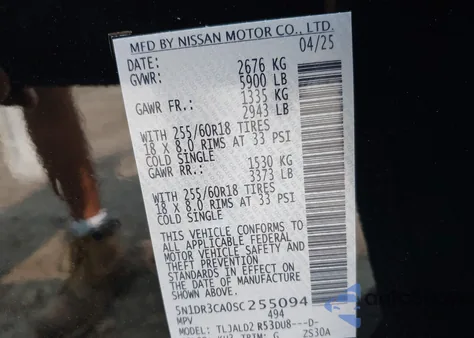 MFD BY NISSAN MOTOR CO., LTD.
DATE: 04/25
GVWR: 2676 KG
5900 LB
GAWR FR.: 1335 KG
2943 LB
WITH 255/60R18 TIRES
18 X 8.0 RIMS AT 33 PSI
COLD SINGLE
GAWR RR.: 1530 KG
3373 LB
WITH 255/60R18 TIRES
18 X 8.0 RIMS AT 33 PSI
COLD SINGLE
THIS VEHICLE CONFORMS TO
ALL APPLICABLE FEDERAL
MOTOR VEHICLE SAFETY AND
THEFT PREVENTION
STANDARDS IN EFFECT ON THE
DATE OF MANUFACTURE
5N1DR3CA0SC255094
MPV 494
MODEL: TLJALD2 R53DU8---D-
TRIM: G ZS30A